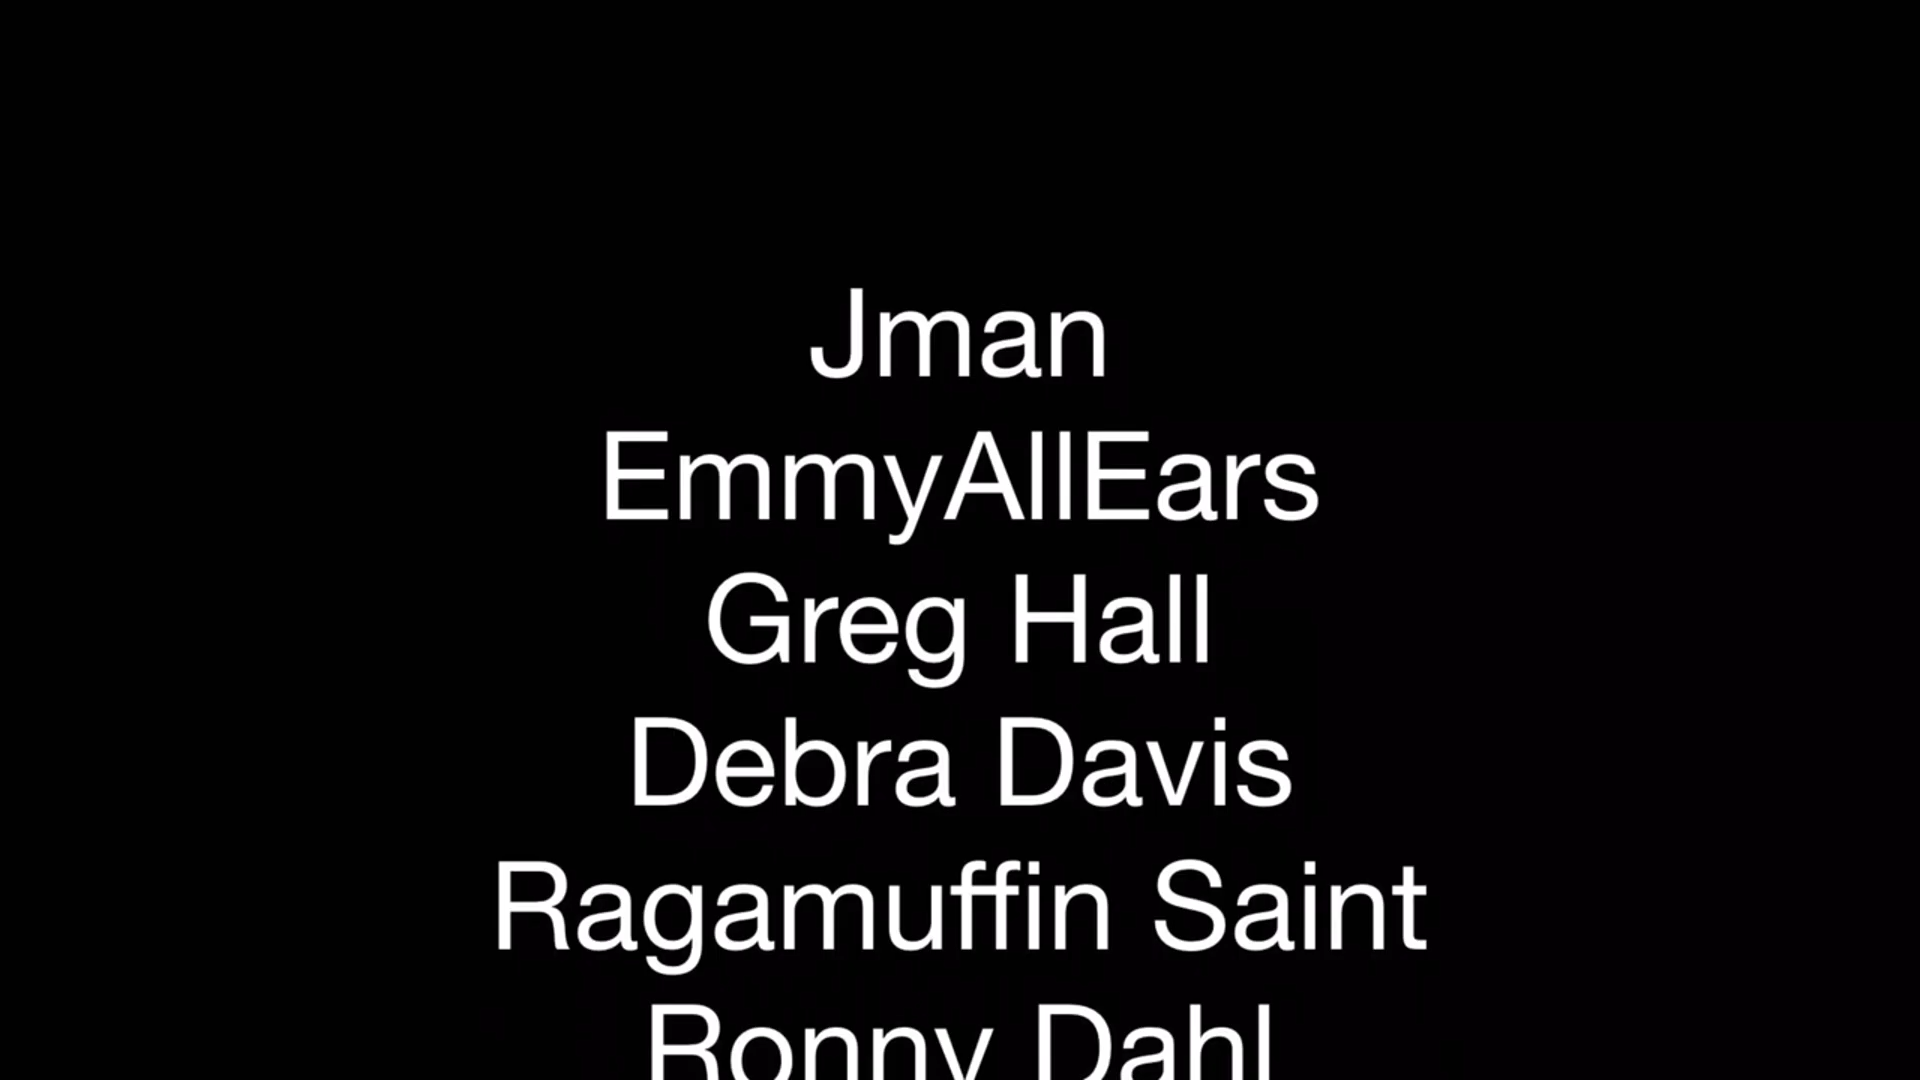 Jman
EmmyAllEars
Greg Hall
Debra Davis
Ragamuffin Saint
Ronny Dahl